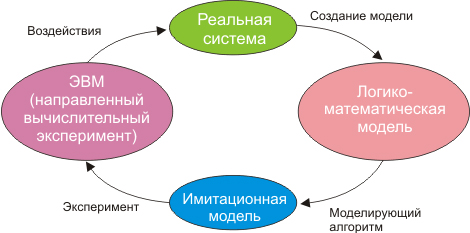 Реальная
система
Создание модели
Логико-
математическая
модель
Моделирующий
алгоритм
Имитационная
модель
Эксперимент
ЭВМ
(направленный
вычислительный
эксперимент)
Воздействия